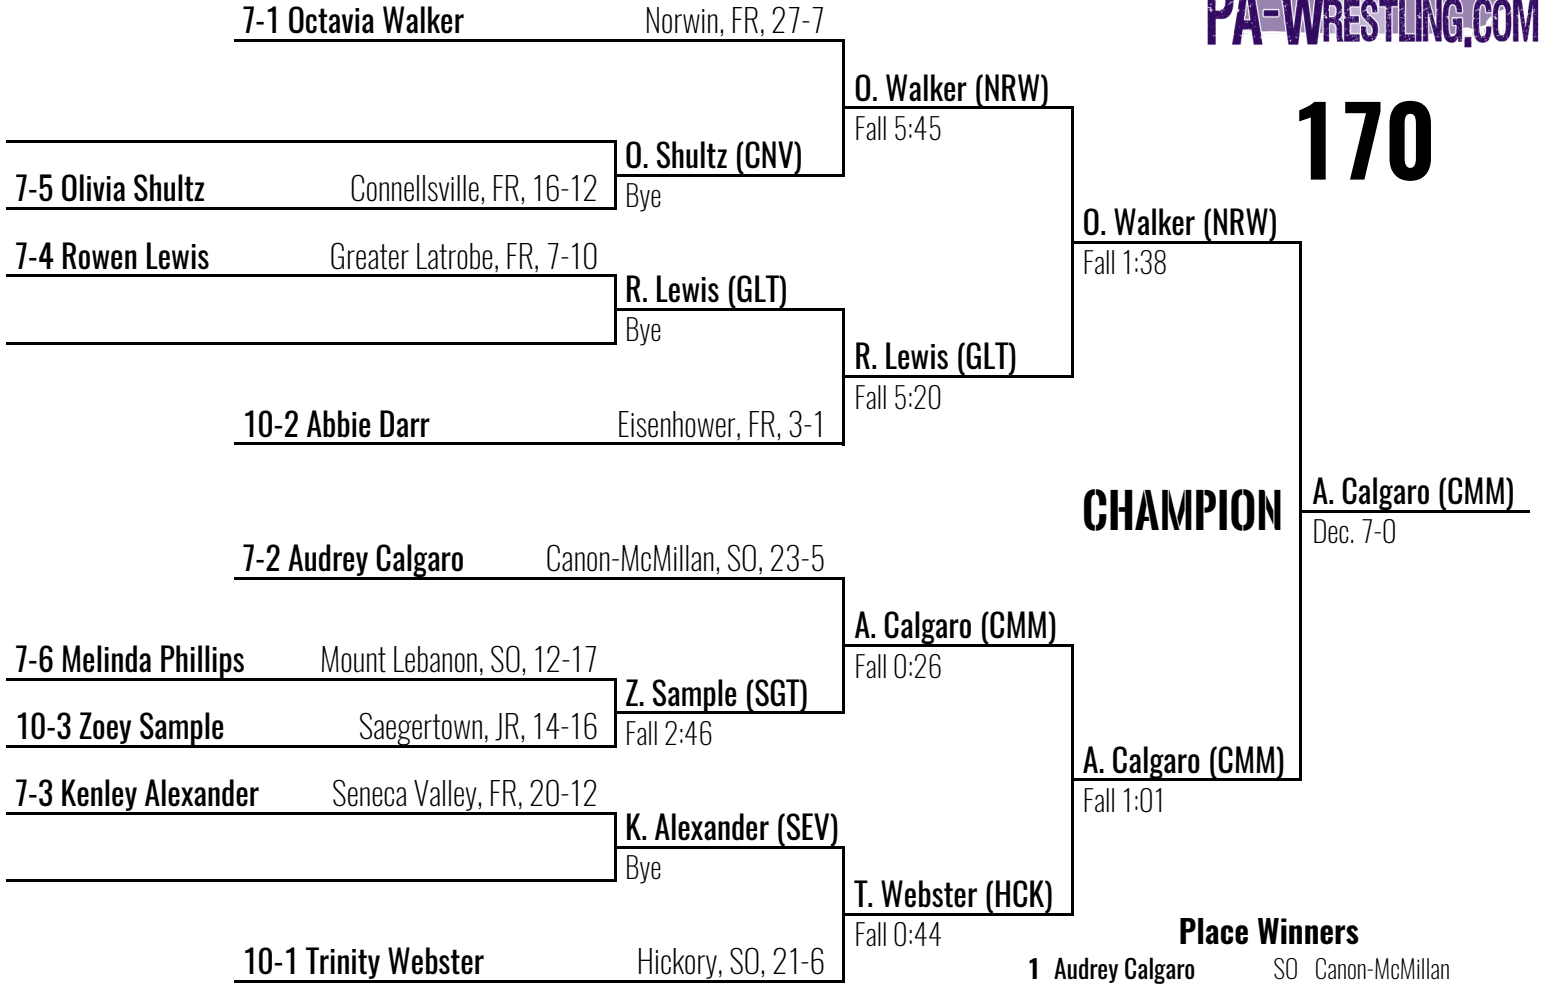 PA-WRESTLING.COM
170
7-1 Octavia Walker Norwin, FR, 27-7
O. Walker (NRW)
Fall 5:45
O. Shultz (CNV)
Bye
7-5 Olivia Shultz Connellsville, FR, 16-12
O. Walker (NRW)
Fall 1:38
7-4 Rowen Lewis Greater Latrobe, FR, 7-10
R. Lewis (GLT)
Bye
R. Lewis (GLT)
Fall 5:20
10-2 Abbie Darr Eisenhower, FR, 3-1
CHAMPION
A. Calgaro (CMM)
Dec. 7-0
7-2 Audrey Calgaro Canon-McMillan, SO, 23-5
A. Calgaro (CMM)
Fall 0:26
7-6 Melinda Phillips Mount Lebanon, SO, 12-17
Z. Sample (SGT)
Fall 2:46
10-3 Zoey Sample Saegertown, JR, 14-16
A. Calgaro (CMM)
Fall 1:01
7-3 Kenley Alexander Seneca Valley, FR, 20-12
K. Alexander (SEV)
Bye
T. Webster (HCK)
Fall 0:44
10-1 Trinity Webster Hickory, SO, 21-6
Place Winners
1 Audrey Calgaro SO Canon-McMillan